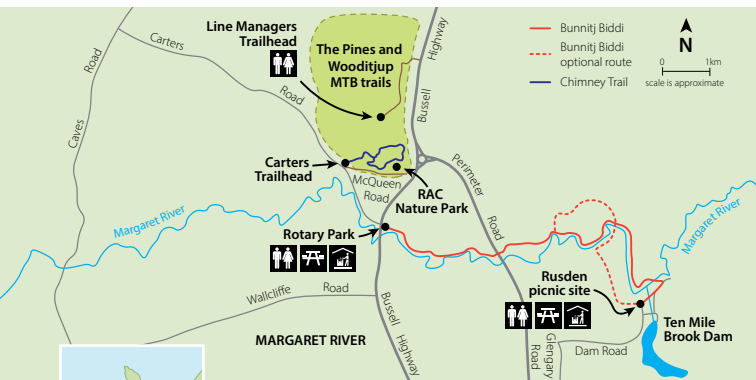 Line Managers
Trailhead
The Pines and
Wooditjup
MTB trails
Highway
Bussell
Bunnitj Biddi
Bunnitj Biddi
optional route
Chimney Trail
N
0 1km
scale is approximate
Carters
Road
Road
Caves
Carters
Trailhead
McQueen
Road
RAC
Nature Park
Perimeter
Road
Margaret River
Margaret River
Rotary Park
Rusden
picnic site
Wallcliffe Road
Bussell
Highway
MARGARET RIVER
Glengary
Road
Dam Road
Ten Mile
Brook Dam